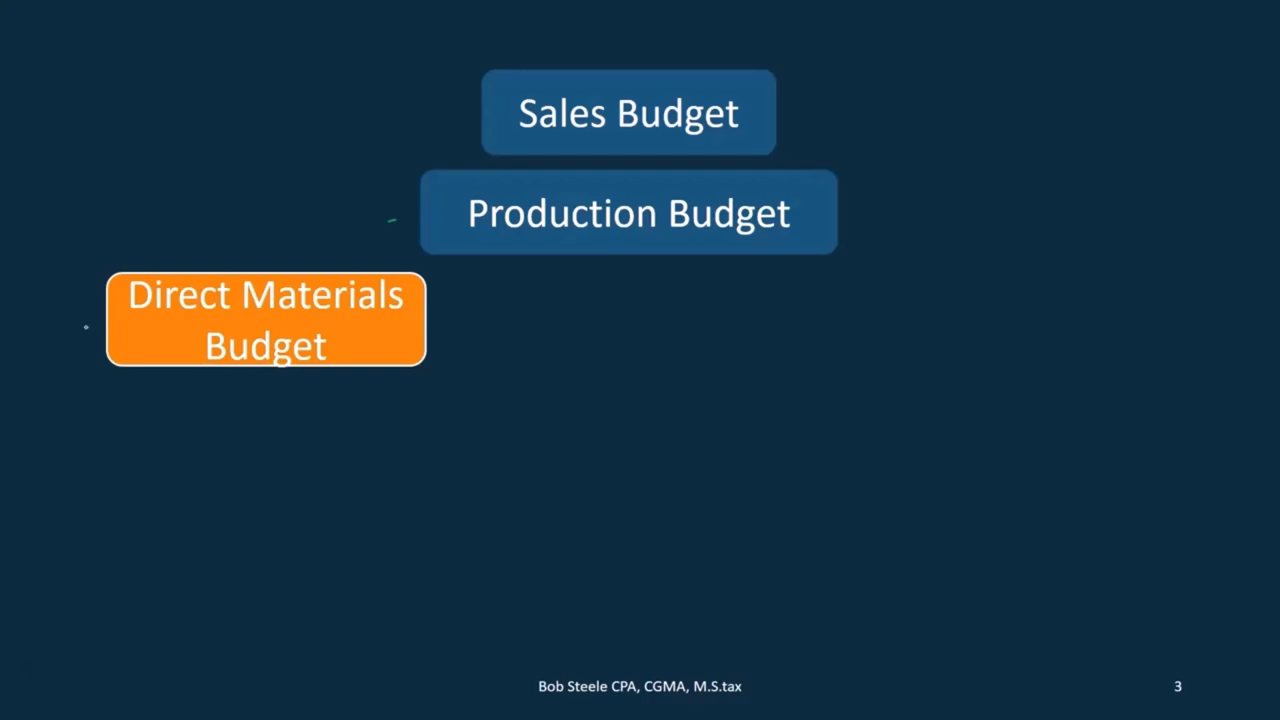 Sales Budget
Production Budget
Direct Materials
Budget
Bob Steele CPA, CGMA, M.S.tax
3